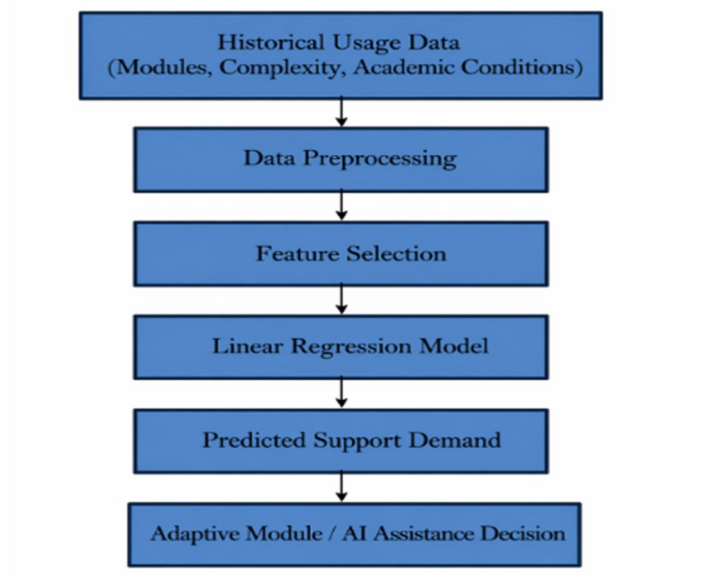 Historical Usage Data
(Modules, Complexity, Academic Conditions)
Data Preprocessing
Feature Selection
Linear Regression Model
Predicted Support Demand
Adaptive Module / AI Assistance Decision